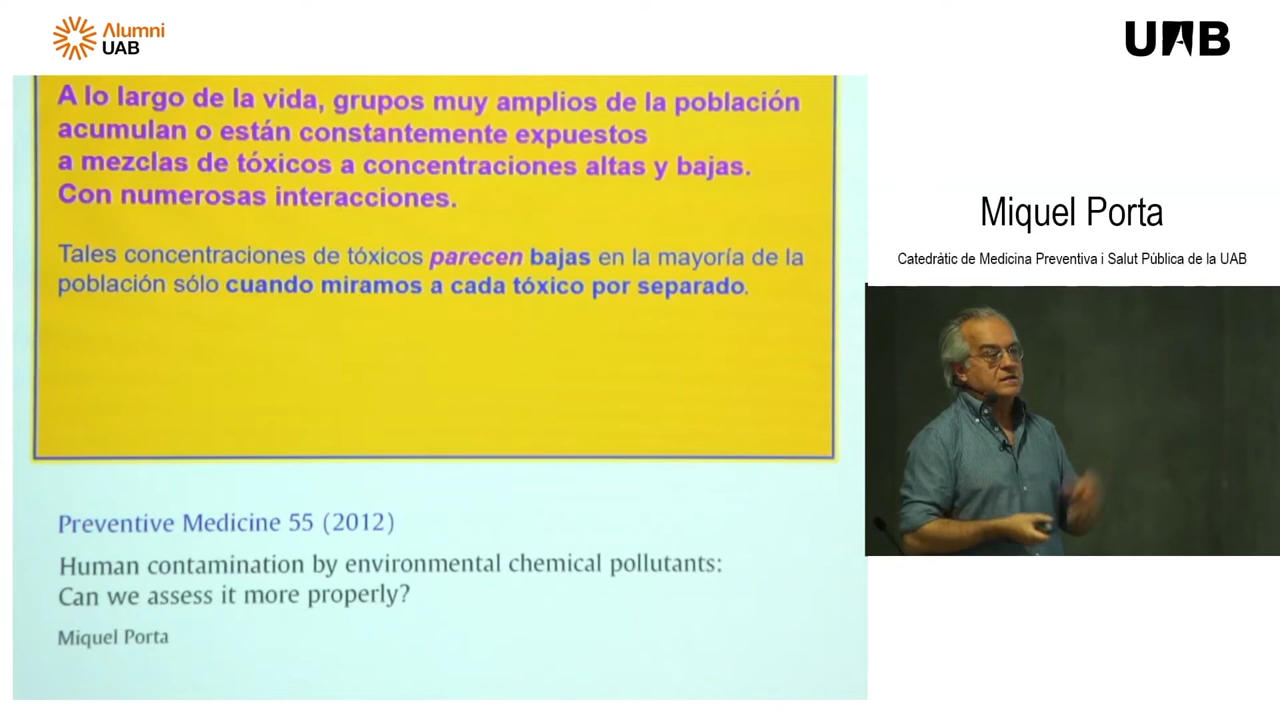 Alumni
UAB
UAB
A lo largo de la vida, grupos muy amplios de la población
acumulan o están constantemente expuestos
a mezclas de tóxicos a concentraciones altas y bajas.
Con numerosas interacciones.
Tales concentraciones de tóxicos parecen bajas en la mayoría de la
población sólo cuando miramos a cada tóxico por separado.
Preventive Medicine 55 (2012)
Human contamination by environmental chemical pollutants:
Can we assess it more properly?
Miquel Porta
Miquel Porta
Catedràtic de Medicina Preventiva i Salut Pública de la UAB